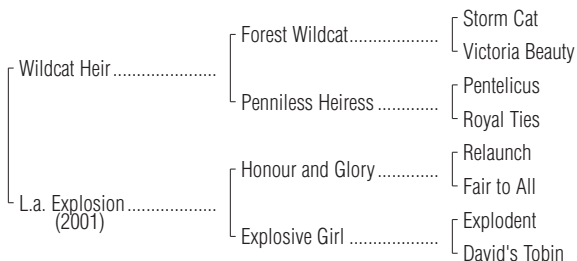 Storm Cat
Forest Wildcat....................
Victoria Beauty
Wildcat Heir.......................
Pentelicus
Penniless Heiress .............
Royal Ties
Relaunch
Honour and Glory .............
Fair to All
L.a. Explosion...................
(2001)
Explodent
Explosive Girl ...................
David's Tobin